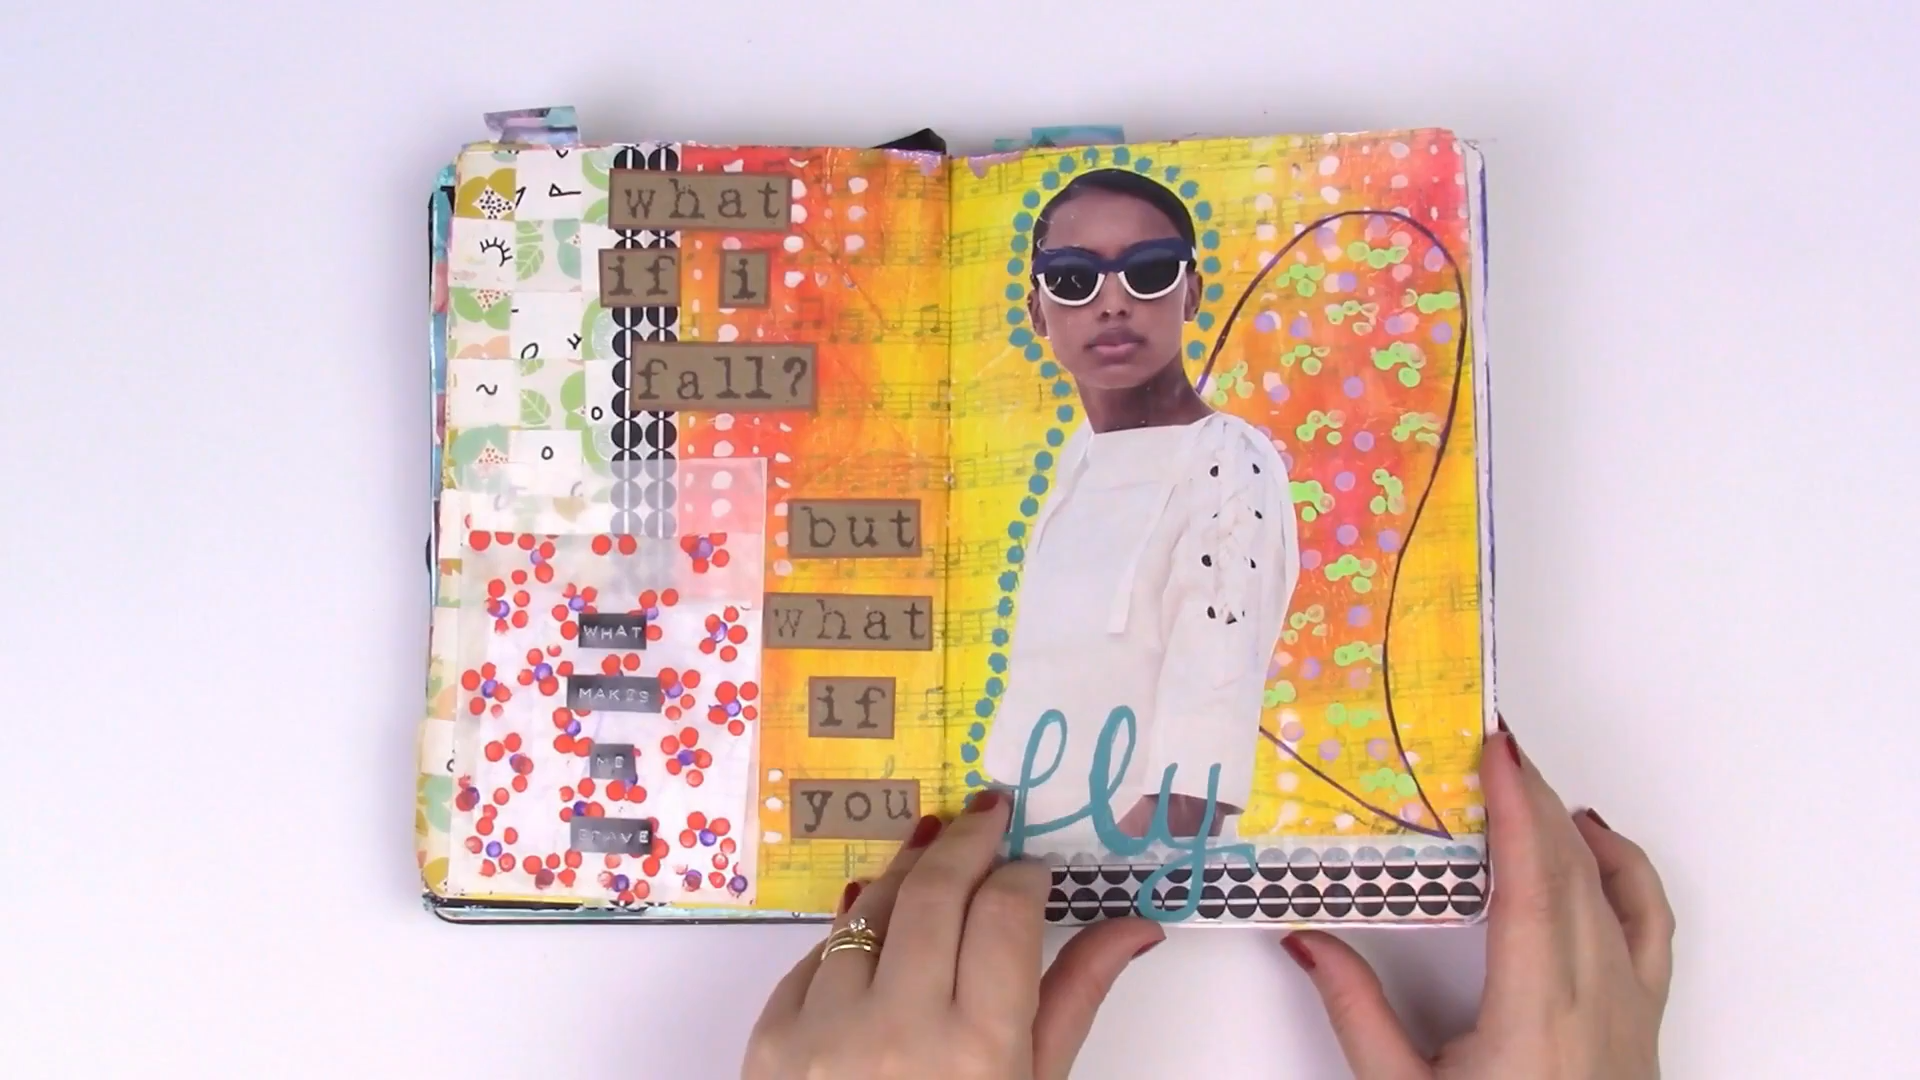 what
if i
fall?
but
what
if
you
fly
WHAT
MAKES
ME
BRAVE